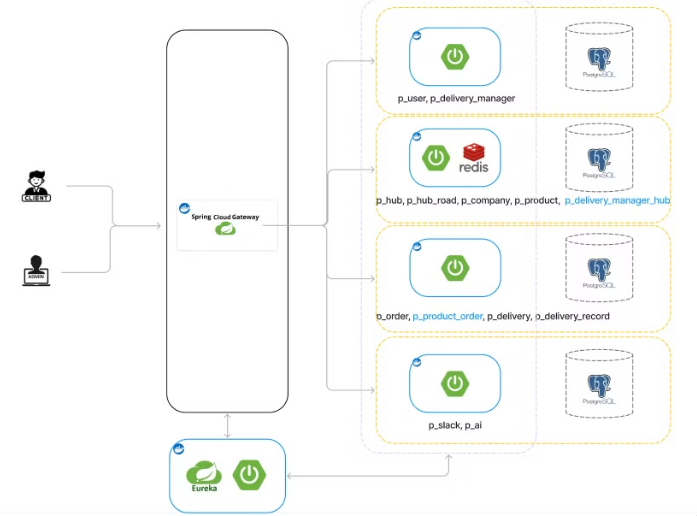 CLIENT
ADMIN
Spring Cloud Gateway
Eureka
PostgreSQL
p_user, p_delivery_manager
redis
PostgreSQL
p_hub, p_hub_road, p_company, p_product, p_delivery_manager_hub
PostgreSQL
p_order, p_product_order, p_delivery, p_delivery_record
PostgreSQL
p_slack, p_ai